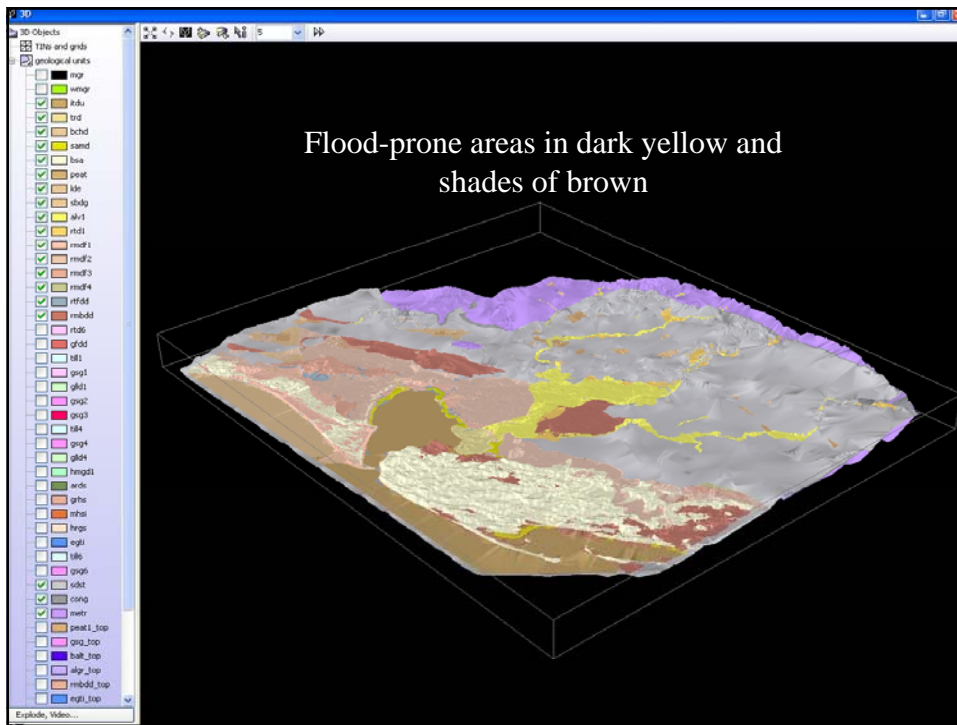 3D
3D Objects
TINs and grids
geological units
mgr
wmgr
itdu
trd
bchd
samd
bsa
peat
lde
sbdg
alv1
rtd1
rmdf1
rmdf2
rmdf3
rmdf4
rtfdd
rmbdd
rtd6
gfdd
till1
gsg1
glld1
gsg2
gsg3
till4
gsg4
glld4
hmgd1
ards
grhs
mhsi
hrgs
egti
till6
gsg6
sdst
cong
metr
peat1_top
gsg_top
balt_top
algr_top
rmbdd_top
egti_top
Explode, Video...
5
Flood-prone areas in dark yellow and
shades of brown